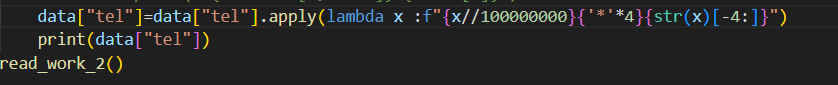 data["tel"]=data["tel"].apply(lambda x :f"{x//100000000}{'*'*4}{str(x)[-4:]}")
print(data["tel"])
read_work_2()